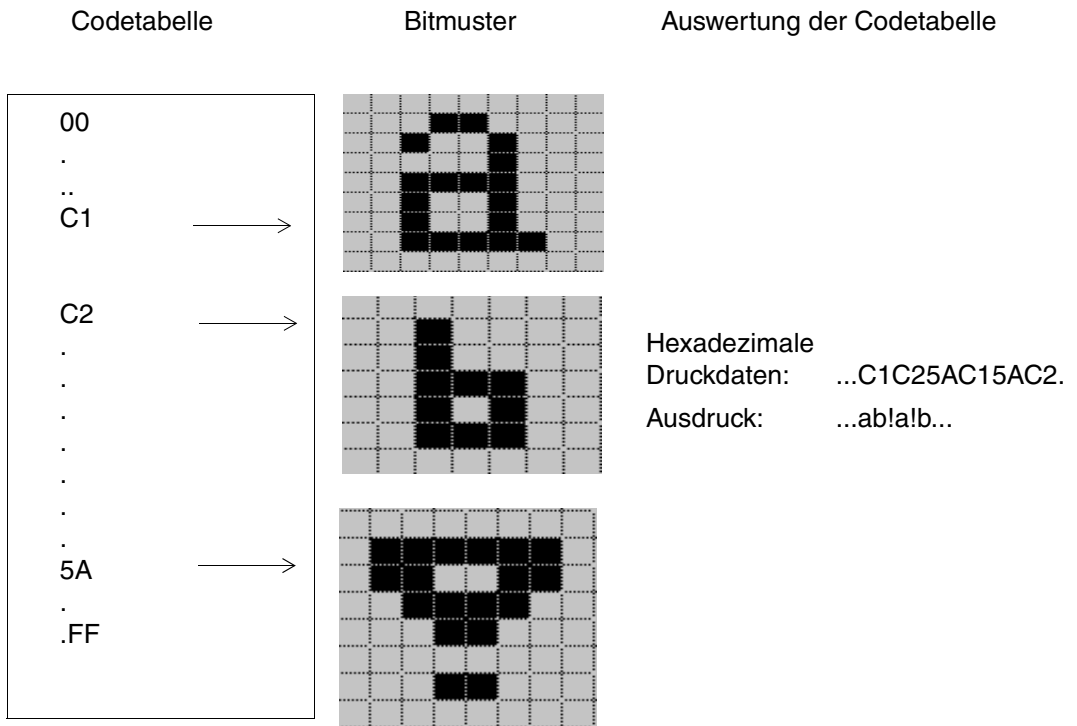 Codetabelle Bitmuster Auswertung der Codetabelle
00
.
..
C1
C2
.
.
.
.
.
.
.
5A
.
.FF
Hexadezimale
Druckdaten: ...C1C25AC15AC2.
Ausdruck: ...ab!a!b...